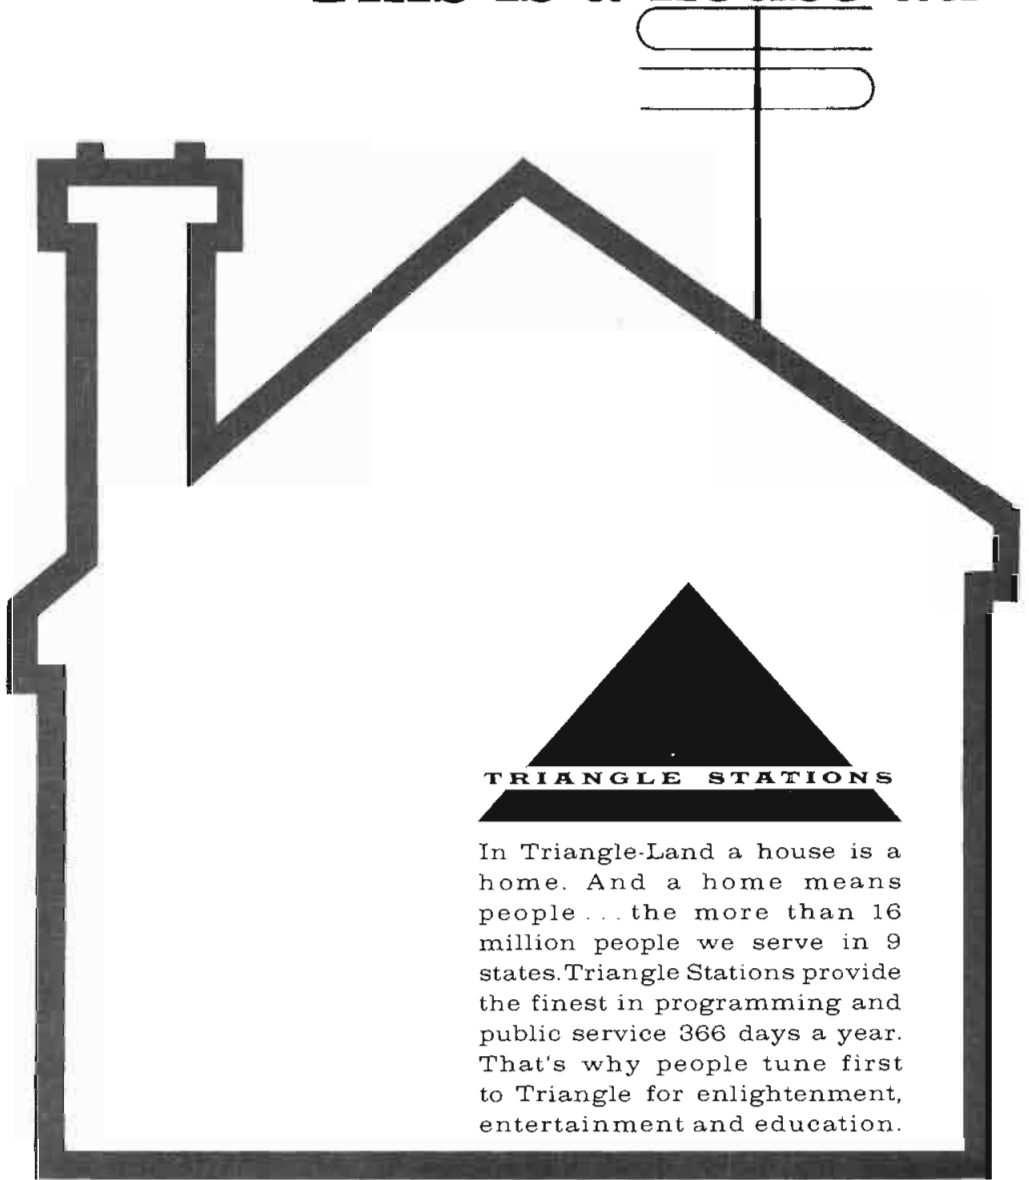 TRIANGLE STATIONS
In Triangle-Land a house is a
home. And a home means
people ... the more than 16
million people we serve in 9
states. Triangle Stations provide
the finest in programming and
public service 366 days a year.
That's why people tune first
to Triangle for enlightenment,
entertainment and education.